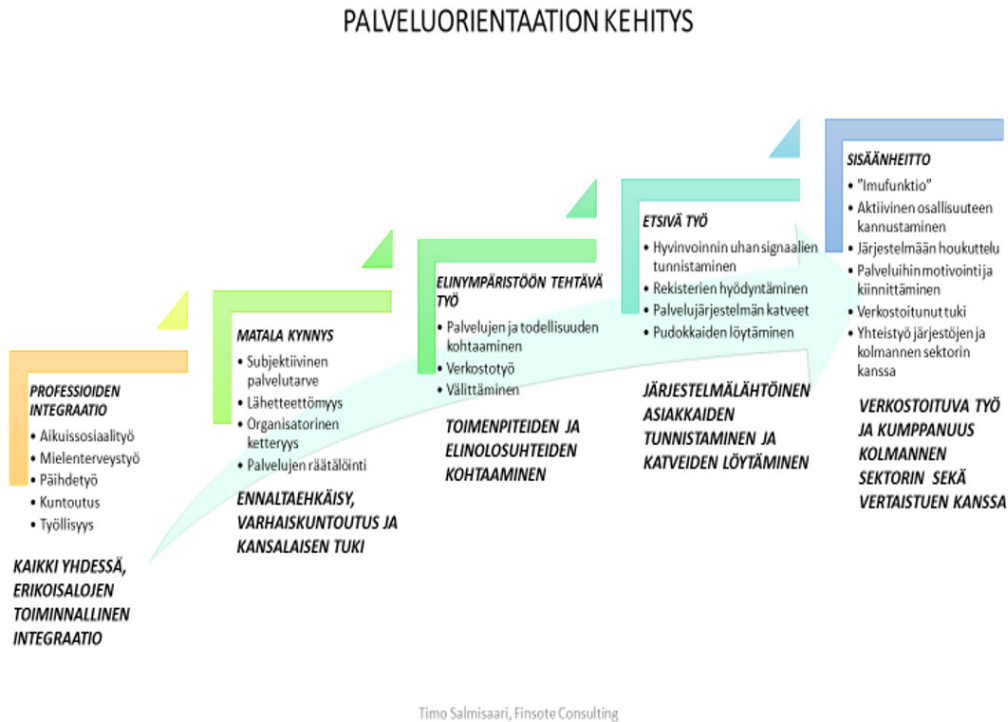 PALVELUORIENTAATION KEHITYS
PROFESSIOIDEN
INTEGRAATIO
• Aikuissosiaalityö
• Mielenterveystyö
• Päihdetyö
• Kuntoutus
• Työllisyys
KAIKKI YHDESSÄ,
ERIKOISALOJEN
TOIMINNALLINEN
INTEGRAATIO
MATALA KYNNYS
• Subjektiivinen
palvelutarve
• Lähetteettömyys
• Organisatorinen
ketteryys
• Palvelujen räätälöinti
ENNALTAEHKÄISY,
VARHAISKUNTOUTUS JA
KANSALAISEN TUKI
ELINYMPÄRISTÖÖN TEHTÄVÄ
TYÖ
• Palvelujen ja todellisuuden
kohtaaminen
• Verkostotyö
• Välittäminen
TOIMENPITEIDEN JA
ELINOLOSUHTEIDEN
KOHTAAMINEN
ETSIVÄ TYÖ
• Hyvinvoinnin uhan signaalien
tunnistaminen
• Rekisterien hyödyntäminen
• Palvelujärjestelmän katveet
• Pudokkaiden löytäminen
JÄRJESTELMÄLÄHTÖINEN
ASIAKKAIDEN
TUNNISTAMINEN JA
KATVEIDEN LÖYTÄMINEN
SISÄÄNHEITTO
• "Imufunktio"
• Aktiivinen osallisuuteen
kannustaminen
• Järjestelmään houkuttelu
• Palveluihin motivointi ja
kiinnittäminen
• Verkostoitunut tuki
• Yhteistyö järjestöjen ja
kolmannen sektorin
kanssa
VERKOSTOITUVA TYÖ
JA KUMPPANUUS
KOLMANNEN
SEKTORIN SEKÄ
VERTAISTUEN KANSSA
Timo Salmisaari, Finsote Consulting